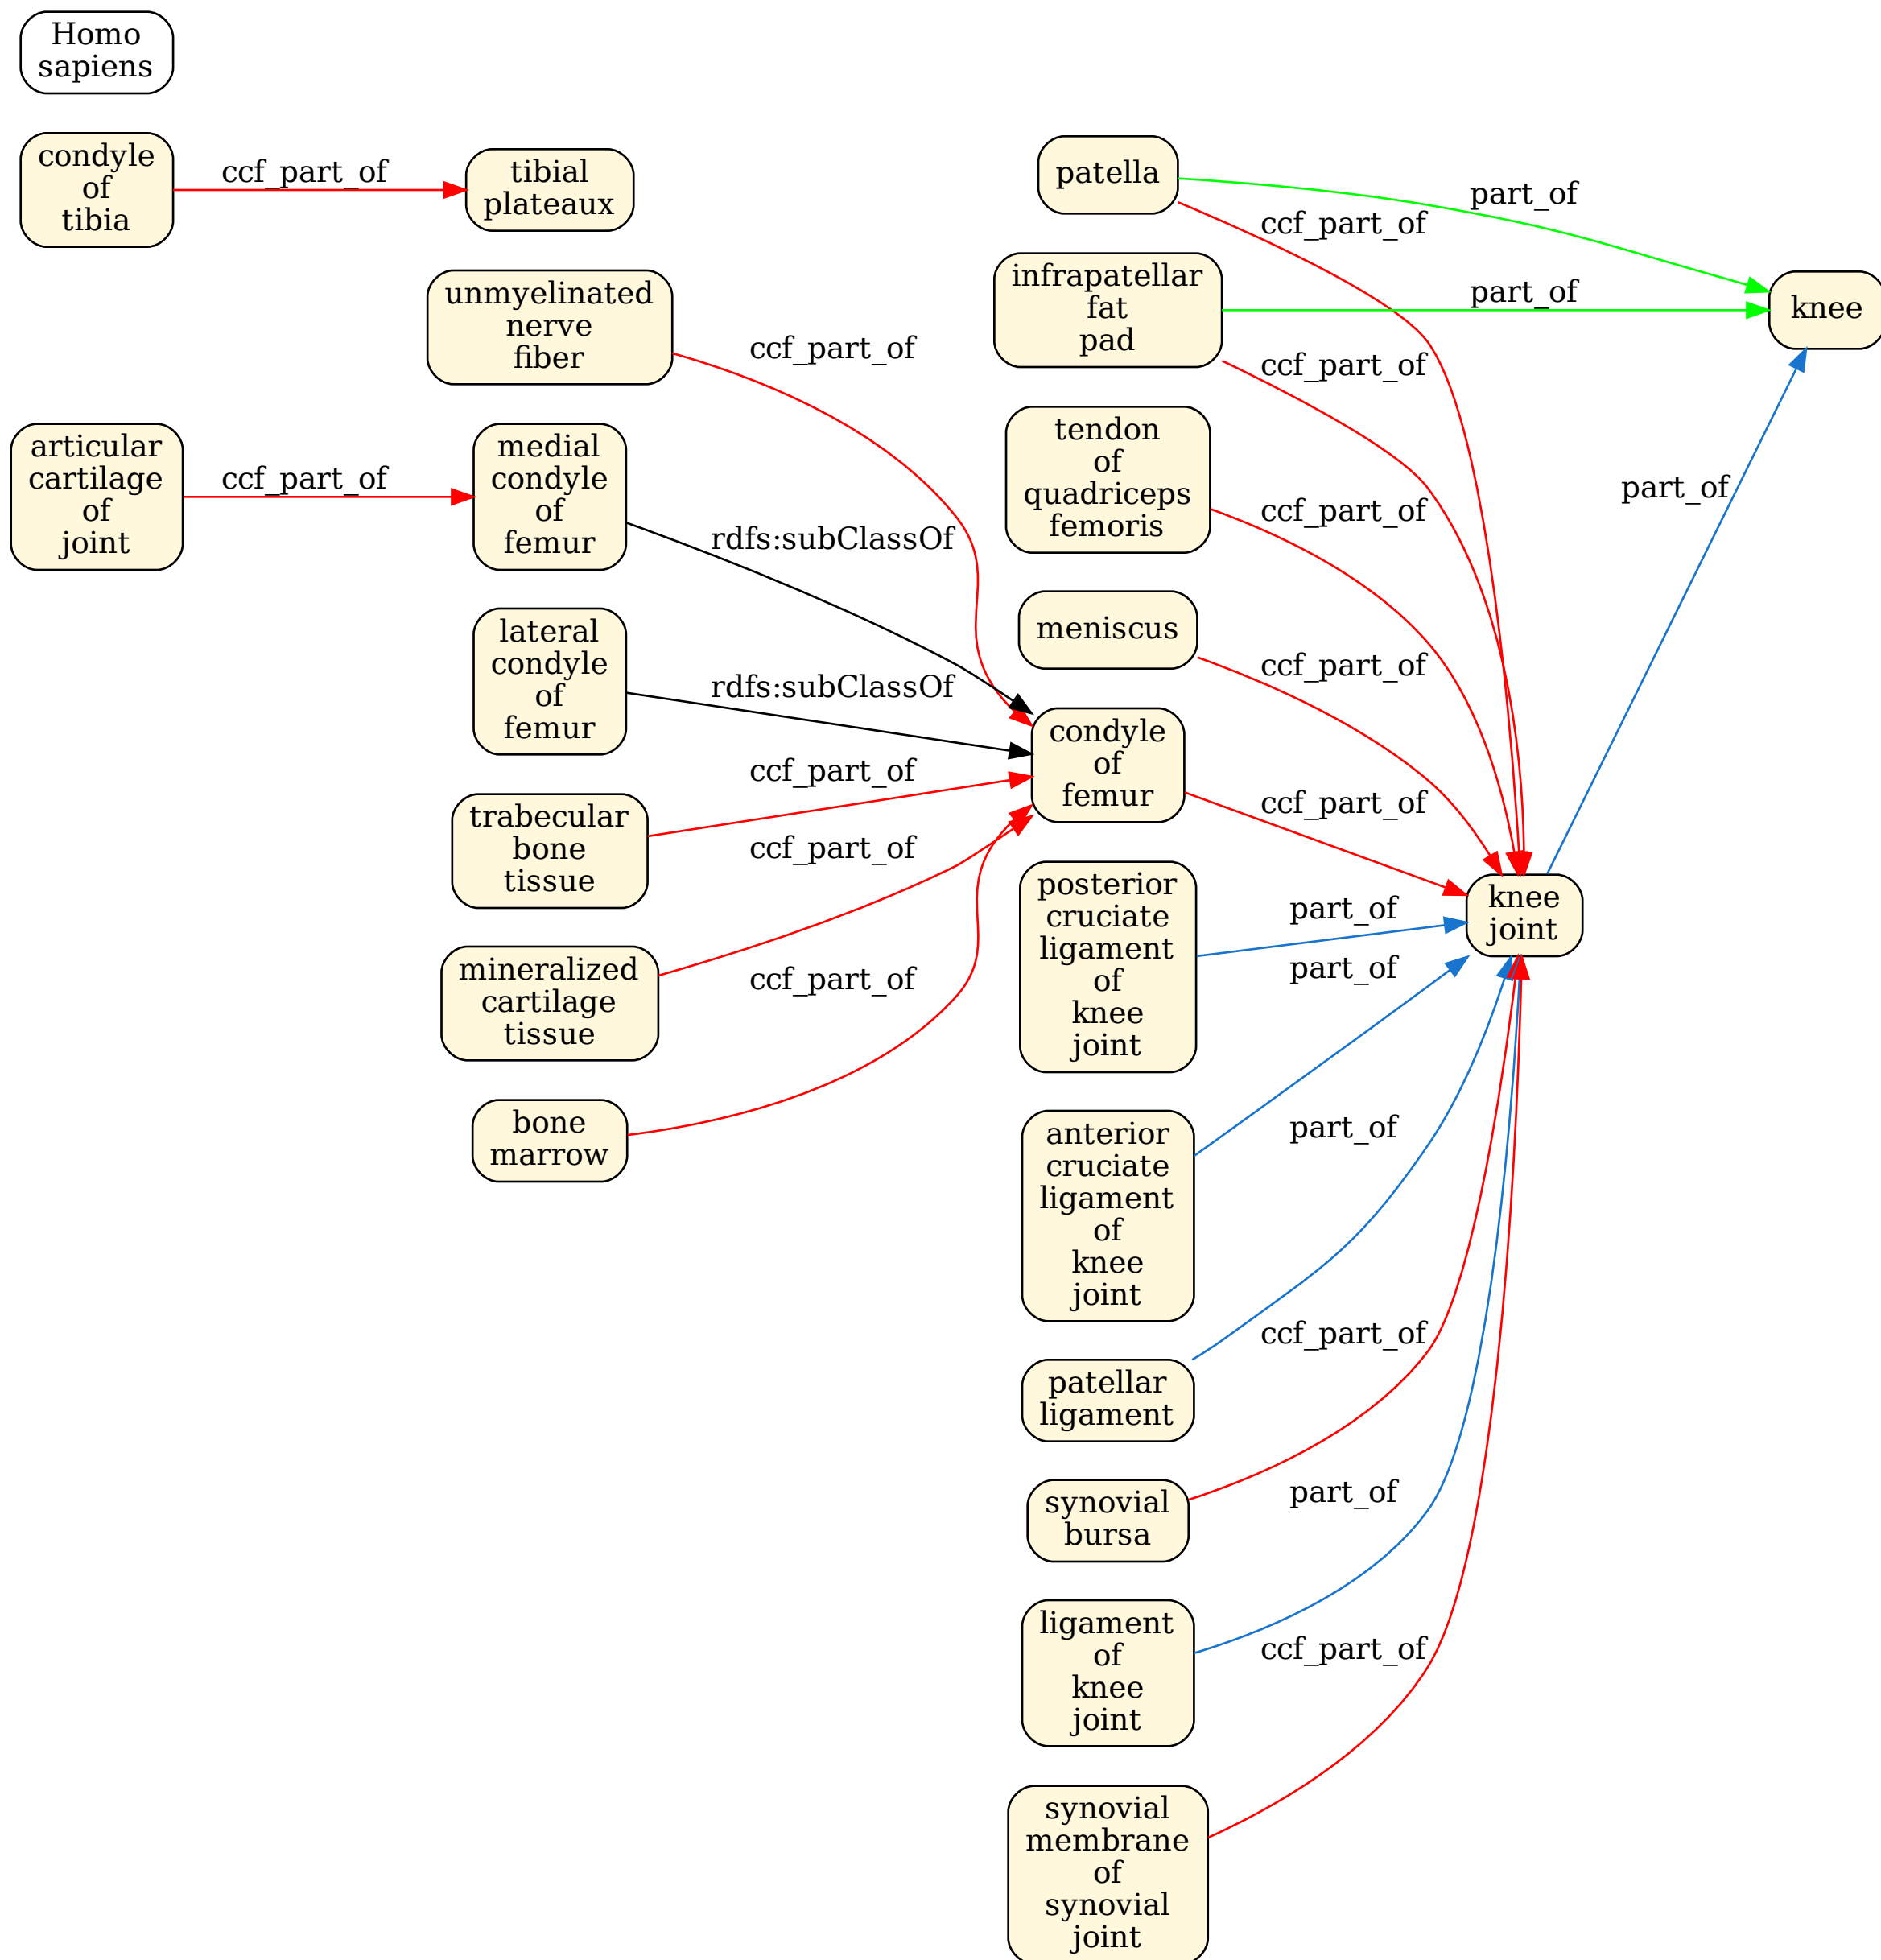 Homo
sapiens
condyle
of
tibia
ccf_part_of
tibial
plateaux
unmyelinated
nerve
fiber
ccf_part_of
articular
cartilage
of
joint
ccf_part_of
medial
condyle
of
femur
rdfs:subClassOf
lateral
condyle
of
femur
rdfs:subClassOf
trabecular
bone
tissue
ccf_part_of
mineralized
cartilage
tissue
ccf_part_of
bone
marrow
ccf_part_of
patella
part_of
ccf_part_of
infrapatellar
fat
pad
part_of
ccf_part_of
tendon
of
quadriceps
femoris
ccf_part_of
meniscus
ccf_part_of
condyle
of
femur
ccf_part_of
posterior
cruciate
ligament
of
knee
joint
part_of
anterior
cruciate
ligament
of
knee
joint
part_of
patellar
ligament
part_of
synovial
bursa
ccf_part_of
ligament
of
knee
joint
part_of
synovial
membrane
of
synovial
joint
ccf_part_of
knee
joint
part_of
knee